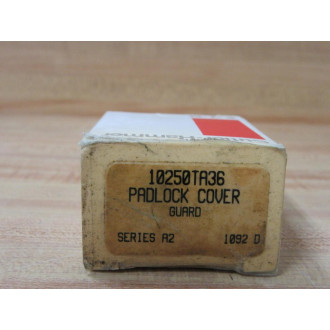 10250TA36
PADLOCK COVER
GUARD
SERIES A2 1092 D